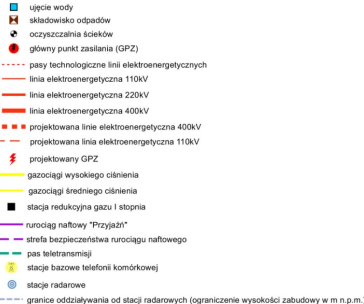 ujęcie wody
składowisko odpadów
oczyszczalnia ścieków
główny punkt zasilania (GPZ)
pasy technologiczne linii elektroenergetycznych
linia elektroenergetyczna 110kV
linia elektroenergetyczna 220kV
linia elektroenergetyczna 400kV
projektowana linie elektroenergetyczna 400kV
projektowana linia elektroenergetyczna 110kV
projektowany GPZ
gazociągi wysokiego ciśnienia
gazociągi średniego ciśnienia
stacja redukcyjna gazu I stopnia
rurociąg naftowy "Przyjaźń"
strefa bezpieczeństwa rurociągu naftowego
pas teletransmisji
stacje bazowe telefonii komórkowej
stacje radarowe
granice oddziaływania od stacji radarowych (ograniczenie wysokości zabudowy w m n.p.m.)